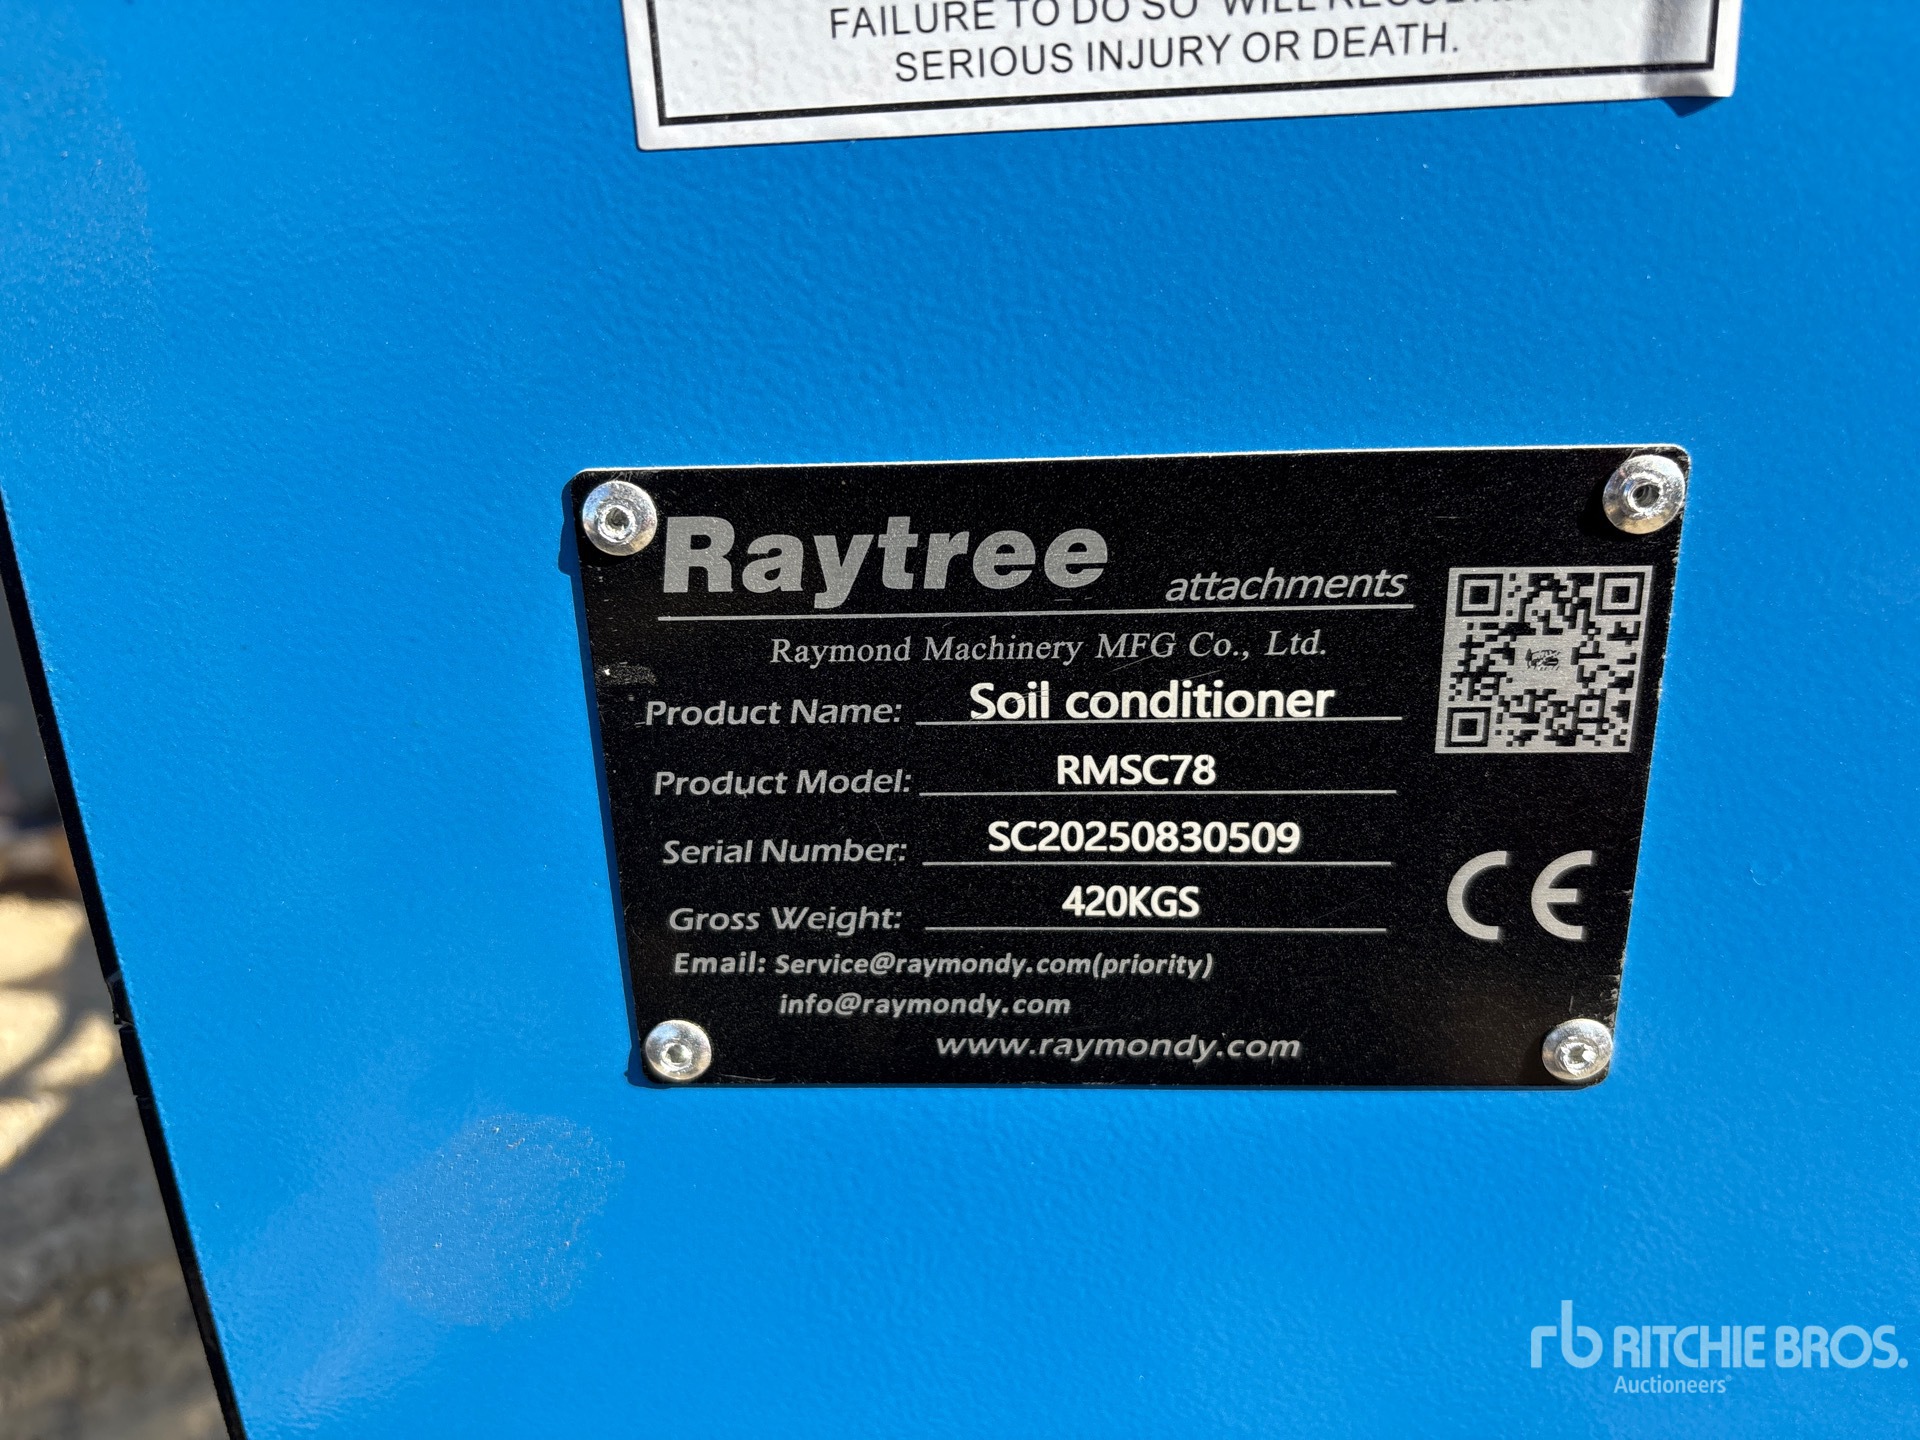 FAILURE TO DO SO WILL RESULT
SERIOUS INJURY OR DEATH.
Raytree attachments
Raymond Machinery MFG Co., Ltd.
Product Name: Soil conditioner
Product Model: RMSC78
Serial Number: SC20250830509
Gross Weight: 420KGS
CE
Email: Service@raymondy.com(priority)
info@raymondy.com
www.raymondy.com
rb RITCHIE BROS.
Auctioneers